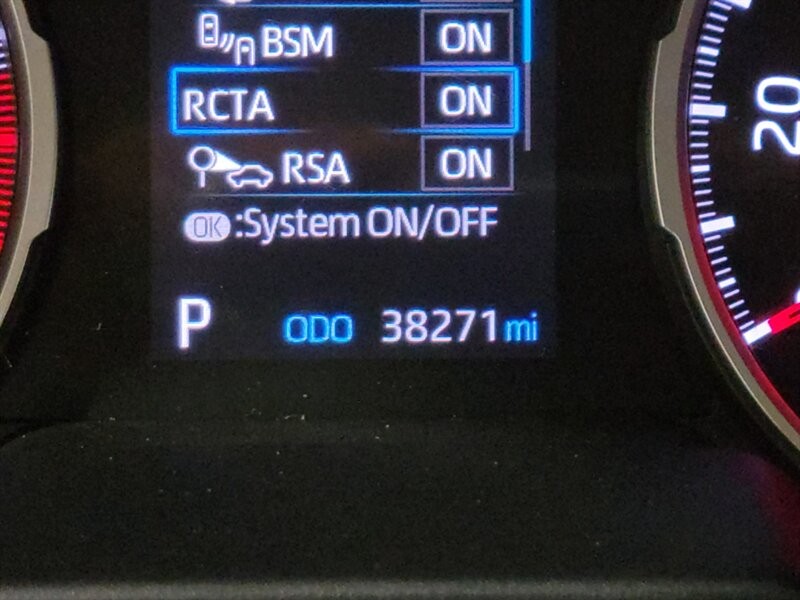 BSM ON
RCTA ON
RSA ON
OK :System ON/OFF
P ODO 38271 mi
20